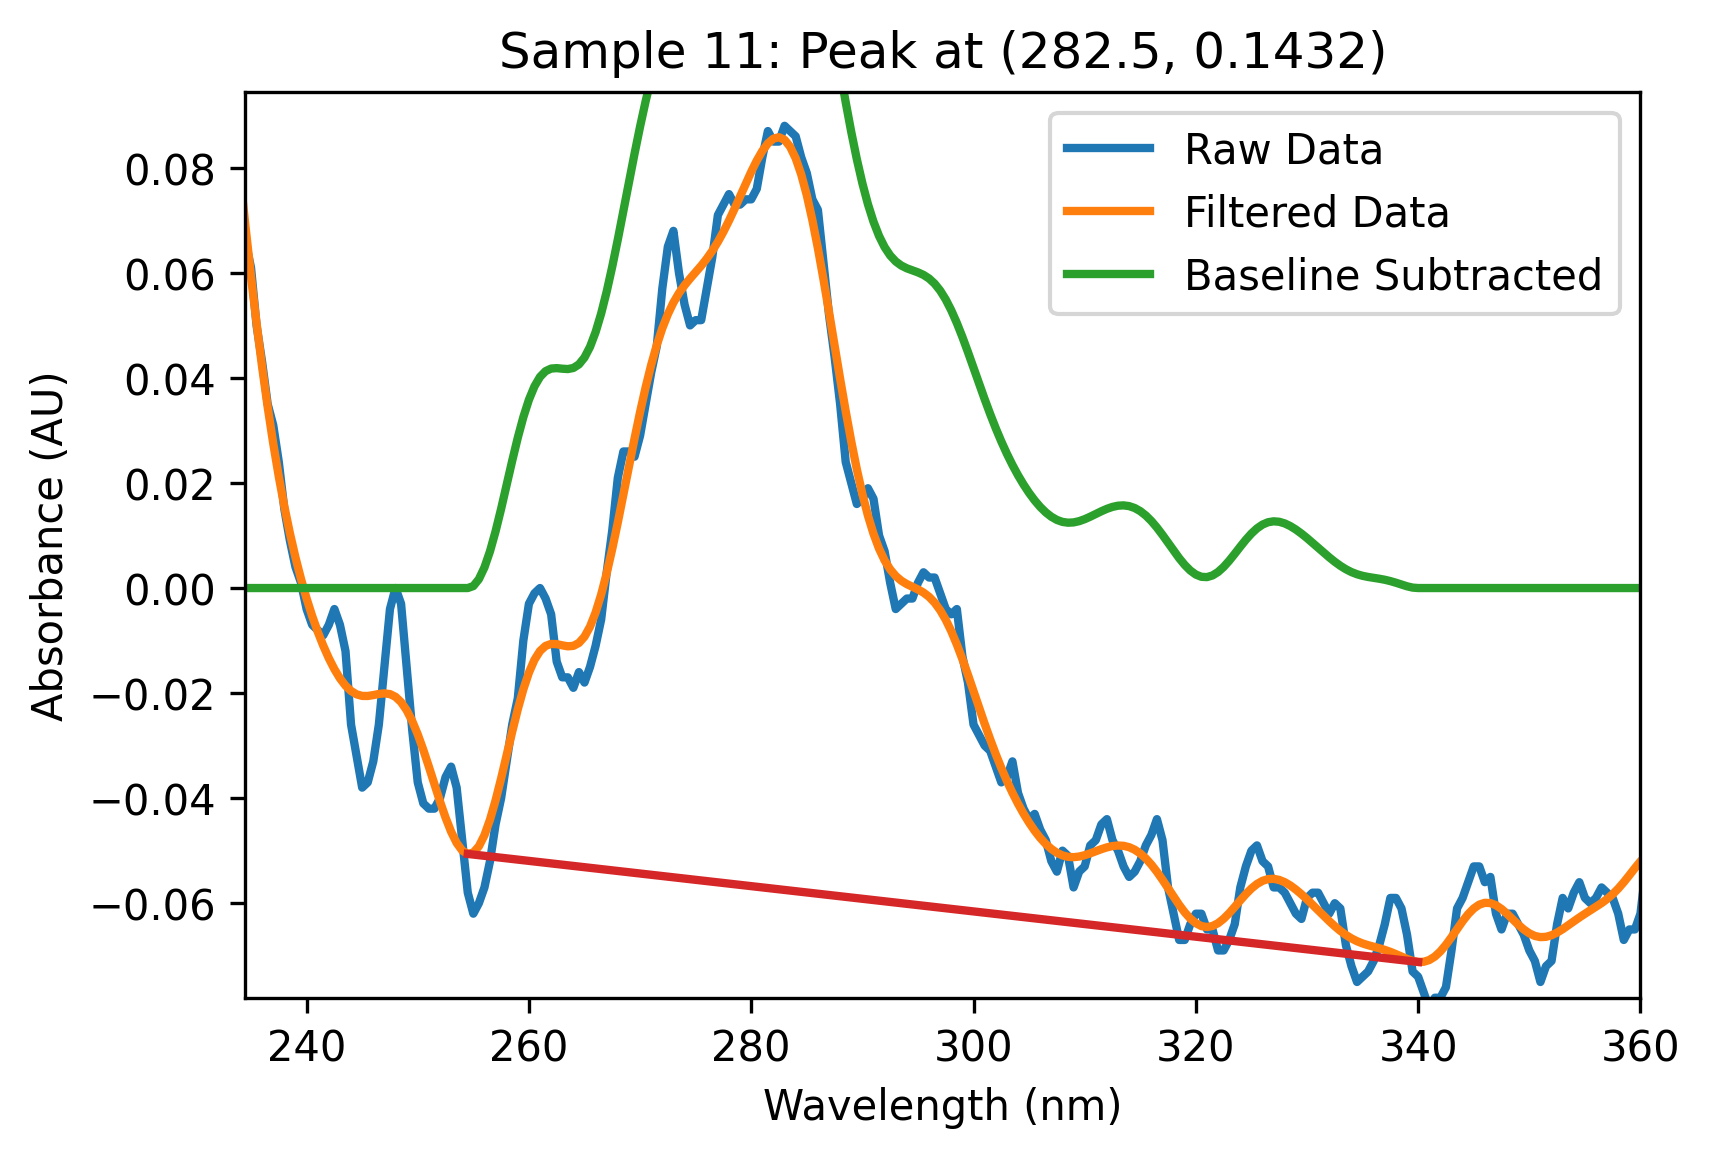 Sample 11: Peak at (282.5, 0.1432)
Raw Data
Filtered Data
Baseline Subtracted
Absorbance (AU)
0.08
0.06
0.04
0.02
0.00
−0.02
−0.04
−0.06
240 260 280 300 320 340 360
Wavelength (nm)